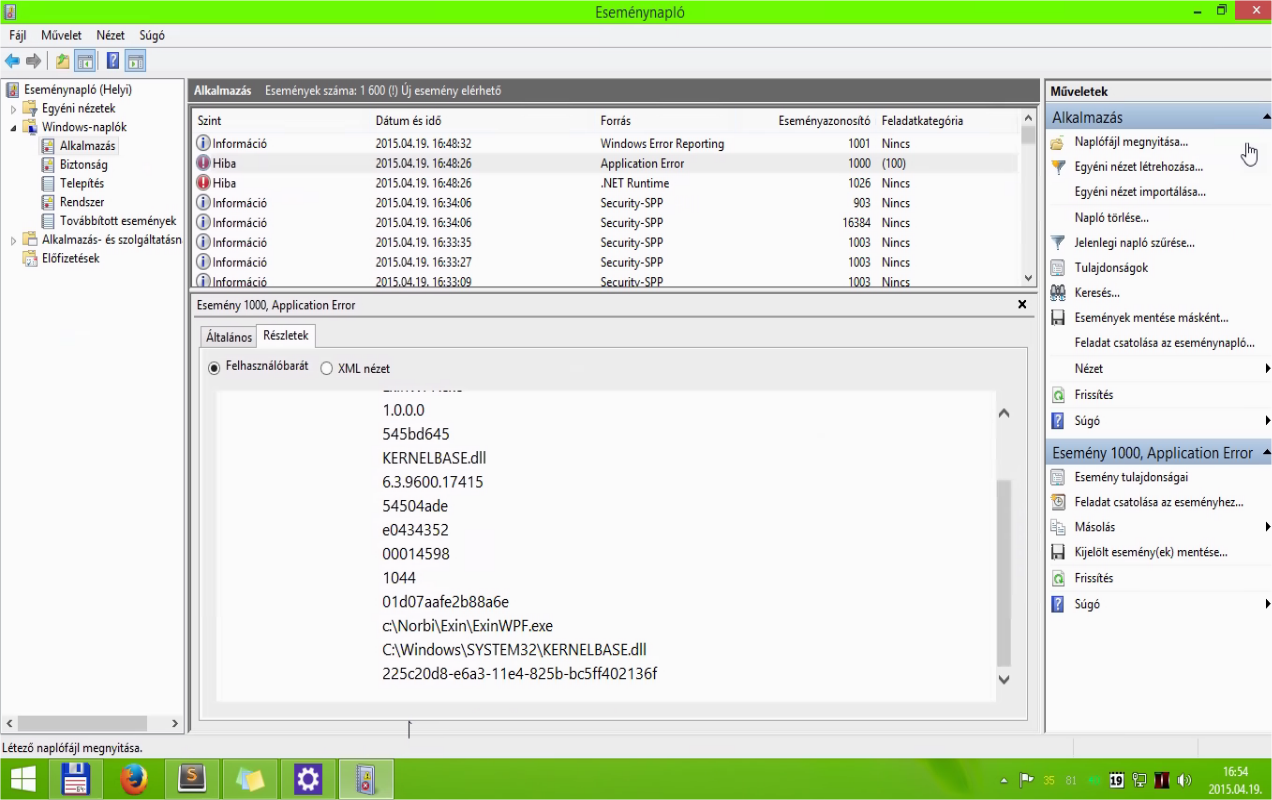 Eseménynapló
Fájl Művelet Nézet Súgó
Eseménynapló (Helyi)
Egyéni nézetek
Windows-naplók
Alkalmazás
Biztonság
Telepítés
Rendszer
Továbbított események
Alkalmazás- és szolgáltatásn
Előfizetések
Alkalmazás Események száma: 1 600 (!) Új esemény elérhető
Szint Dátum és idő Forrás Eseményazonosító Feladatkategória
Információ 2015.04.19. 16:48:32 Windows Error Reporting 1001 Nincs
Hiba 2015.04.19. 16:48:26 Application Error 1000 (100)
Hiba 2015.04.19. 16:48:26 .NET Runtime 1026 Nincs
Információ 2015.04.19. 16:34:06 Security-SPP 903 Nincs
Információ 2015.04.19. 16:34:06 Security-SPP 16384 Nincs
Információ 2015.04.19. 16:33:35 Security-SPP 1003 Nincs
Információ 2015.04.19. 16:33:27 Security-SPP 1003 Nincs
Információ 2015.04.19. 16:33:09 Security-SPP 1003 Nincs
Esemény 1000, Application Error
Általános Részletek
Felhasználóbarát XML nézet
ExinWPF.exe
1.0.0.0
545bd645
KERNELBASE.dll
6.3.9600.17415
54504ade
e0434352
00014598
1044
01d07aafe2b88a6e
c:\Norbi\Exin\ExinWPF.exe
C:\Windows\SYSTEM32\KERNELBASE.dll
225c20d8-e6a3-11e4-825b-bc5ff402136f
Műveletek
Alkalmazás
Naplófájl megnyitása...
Egyéni nézet létrehozása...
Egyéni nézet importálása...
Napló törlése...
Jelenlegi napló szűrése...
Tulajdonságok
Keresés...
Események mentése másként...
Feladat csatolása az eseménynapló...
Nézet
Frissítés
Súgó
Esemény 1000, Application Error
Esemény tulajdonságai
Feladat csatolása az eseményhez...
Másolás
Kijelölt esemény(ek) mentése...
Frissítés
Súgó
Létező naplófájl megnyitása.
35 81 19 16:54
2015.04.19.